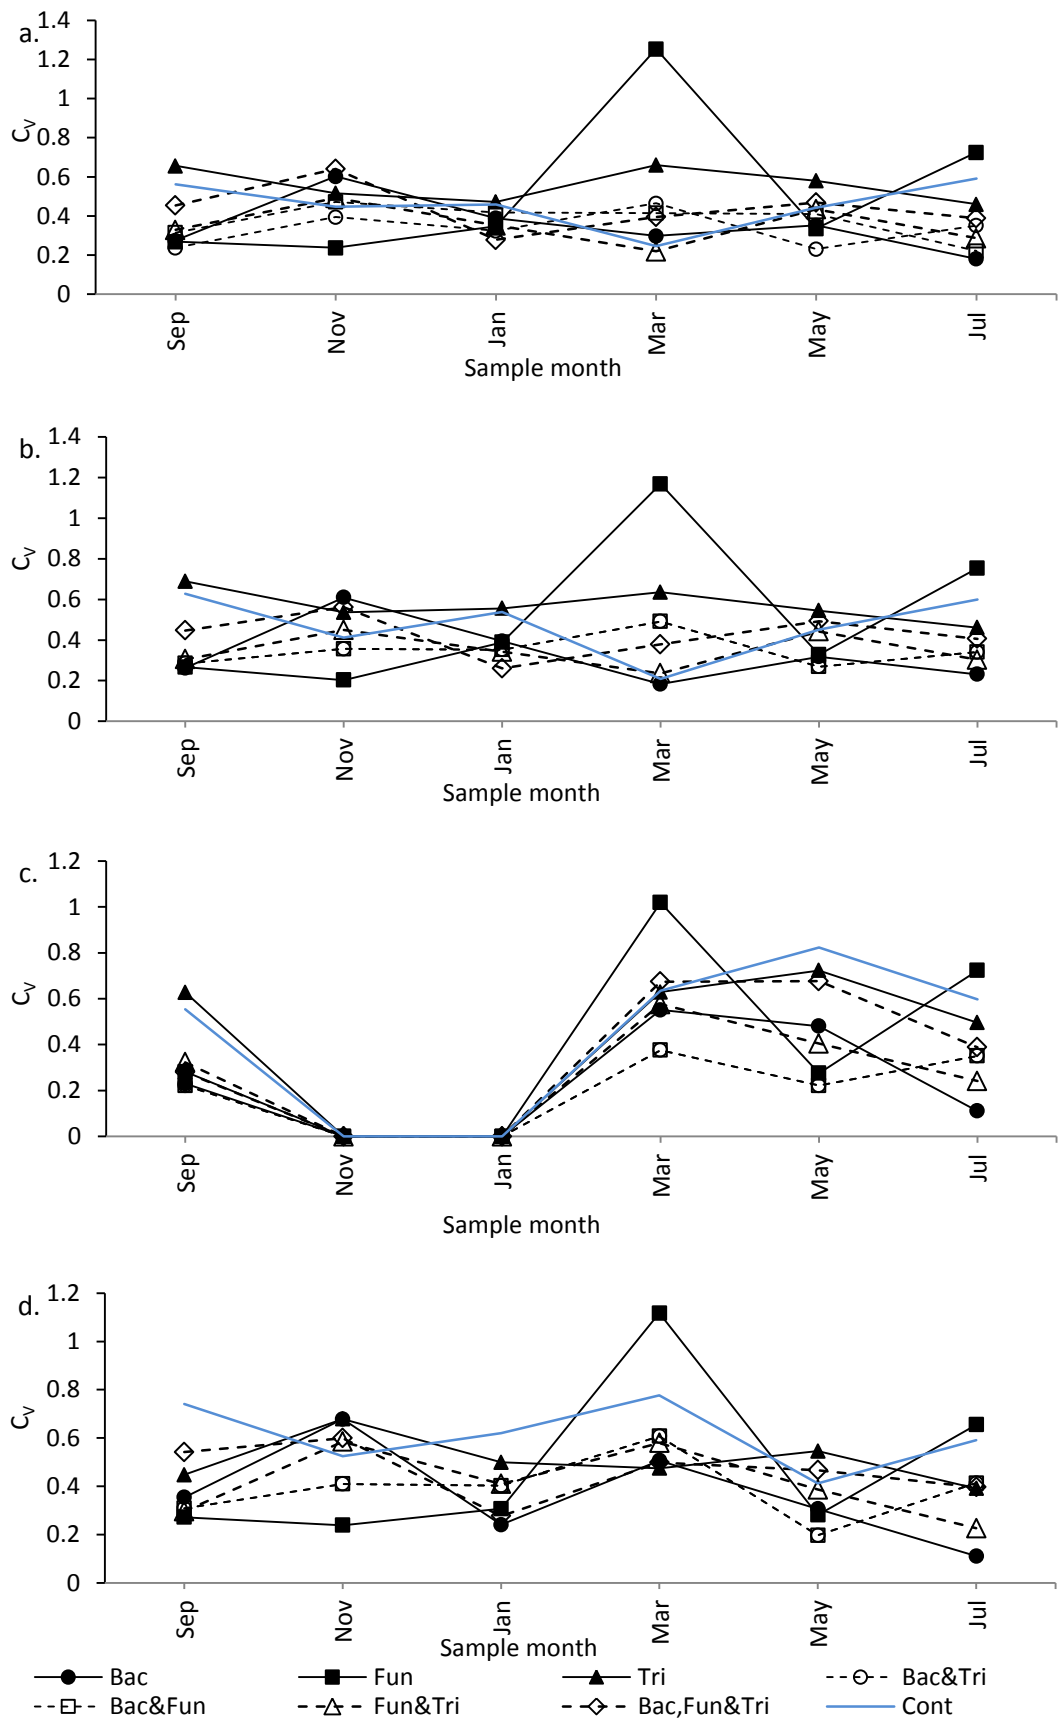 a.
1.4
1.2
1
0.8
0.6
0.4
0.2
0
Cv
Sep
Nov
Jan
Mar
May
Jul
Sample month
b.
1.4
1.2
1
0.8
0.6
0.4
0.2
0
Cv
Sep
Nov
Jan
Mar
May
Jul
Sample month
c.
1.2
1
0.8
0.6
0.4
0.2
0
Cv
Sep
Nov
Jan
Mar
May
Jul
Sample month
d.
1.2
1
0.8
0.6
0.4
0.2
0
Cv
Sep
Nov
Jan
Mar
May
Jul
Sample month
Bac Fun Tri Bac&Tri
Bac&Fun Fun&Tri Bac,Fun&Tri Cont